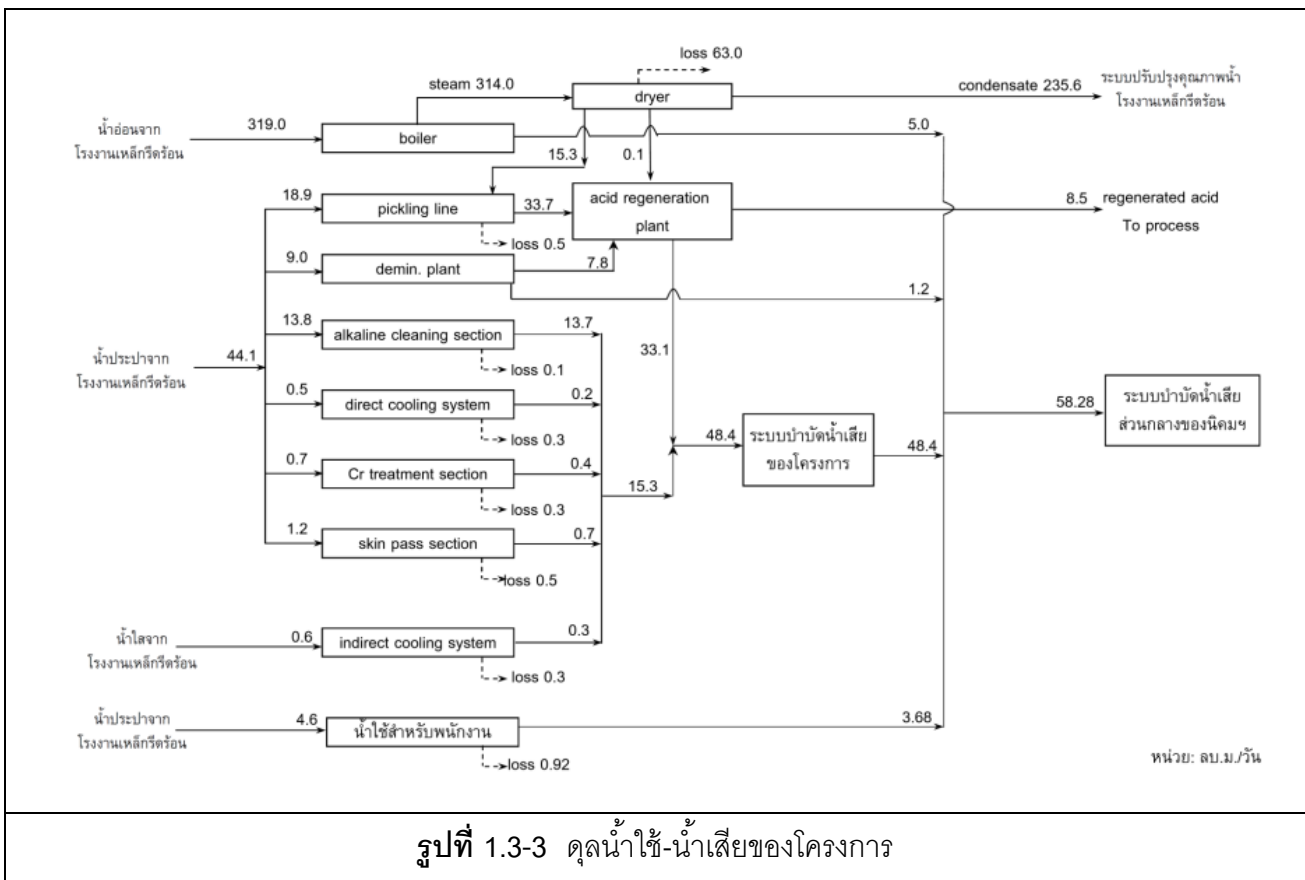 loss 63.0
steam 314.0
dryer
condensate 235.6
ระบบปรับปรุงคุณภาพน้ำ
โรงงานเหล็กรีดร้อน
น้ำอ่อนจาก
โรงงานเหล็กรีดร้อน
319.0
boiler
5.0
15.3
0.1
18.9
pickling line
33.7
loss 0.5
acid regeneration
plant
8.5
regenerated acid
To process
9.0
demin. plant
7.8
1.2
น้ำประปาจาก
โรงงานเหล็กรีดร้อน
44.1
13.8
alkaline cleaning section
13.7
loss 0.1
33.1
0.5
direct cooling system
0.2
loss 0.3
0.7
Cr treatment section
0.4
loss 0.3
15.3
48.4
ระบบบำบัดน้ำเสีย
ของโครงการ
48.4
58.28
ระบบบำบัดน้ำเสีย
ส่วนกลางของนิคมฯ
1.2
skin pass section
0.7
loss 0.5
น้ำใสจาก
โรงงานเหล็กรีดร้อน
0.6
indirect cooling system
0.3
loss 0.3
น้ำประปาจาก
โรงงานเหล็กรีดร้อน
4.6
น้ำใช้สำหรับพนักงาน
3.68
loss 0.92
หน่วย: ลบ.ม./วัน
รูปที่ 1.3-3 ดุลน้ำใช้-น้ำเสียของโครงการ